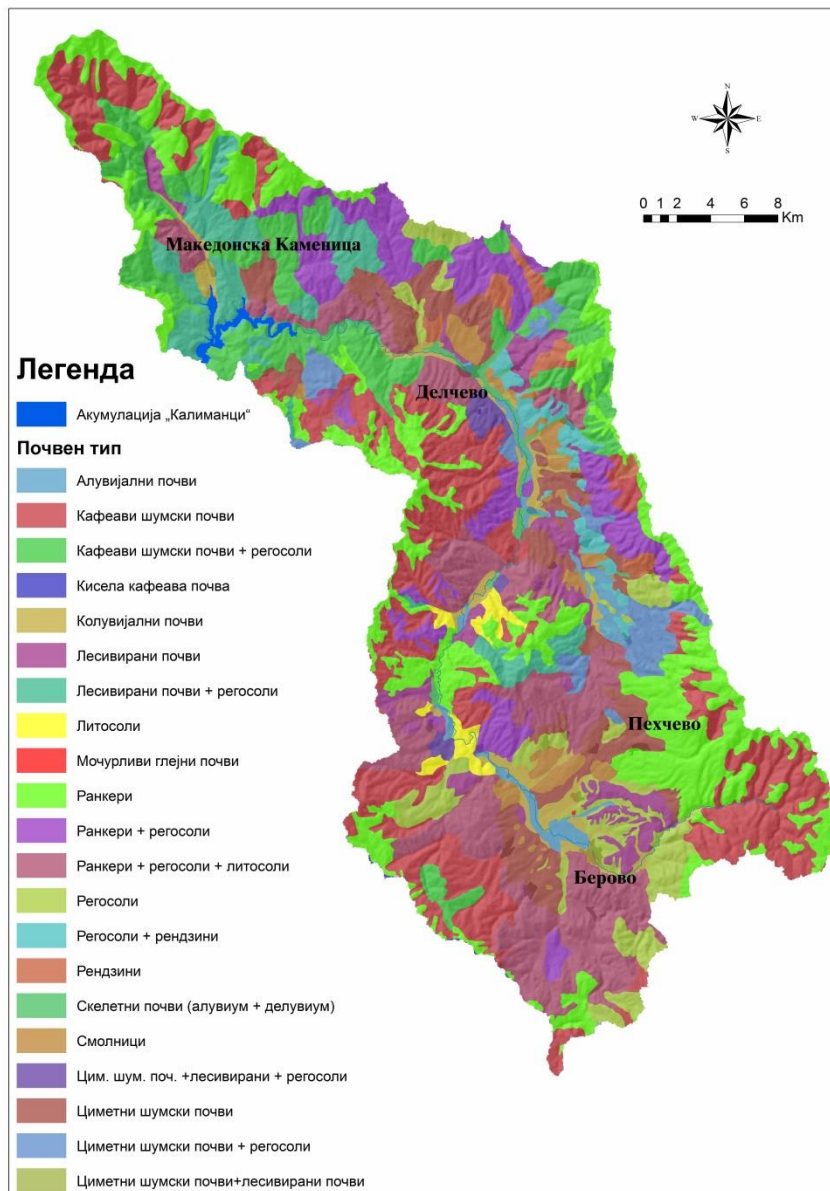 N
W
E
S
0 1 2 4 6 8
Km
Македонска Каменица
Делчево
Пехчево
Берово
Легенда
Акумулација „Калиманци“
Почвен тип
Алувијални почви
Кафеави шумски почви
Кафеави шумски почви + регосоли
Кисела кафеава почва
Колувијални почви
Лесивирани почви
Лесивирани почви + регосоли
Литосоли
Мочурливи глејни почви
Ранкери
Ранкери + регосоли
Ранкери + регосоли + литосоли
Регосоли
Регосоли + рендзини
Рендзини
Скелетни почви (алувиум + делувиум)
Смолници
Цим. шум. поч. +лесивирани + регосоли
Циметни шумски почви
Циметни шумски почви + регосоли
Циметни шумски почви+лесивирани почви